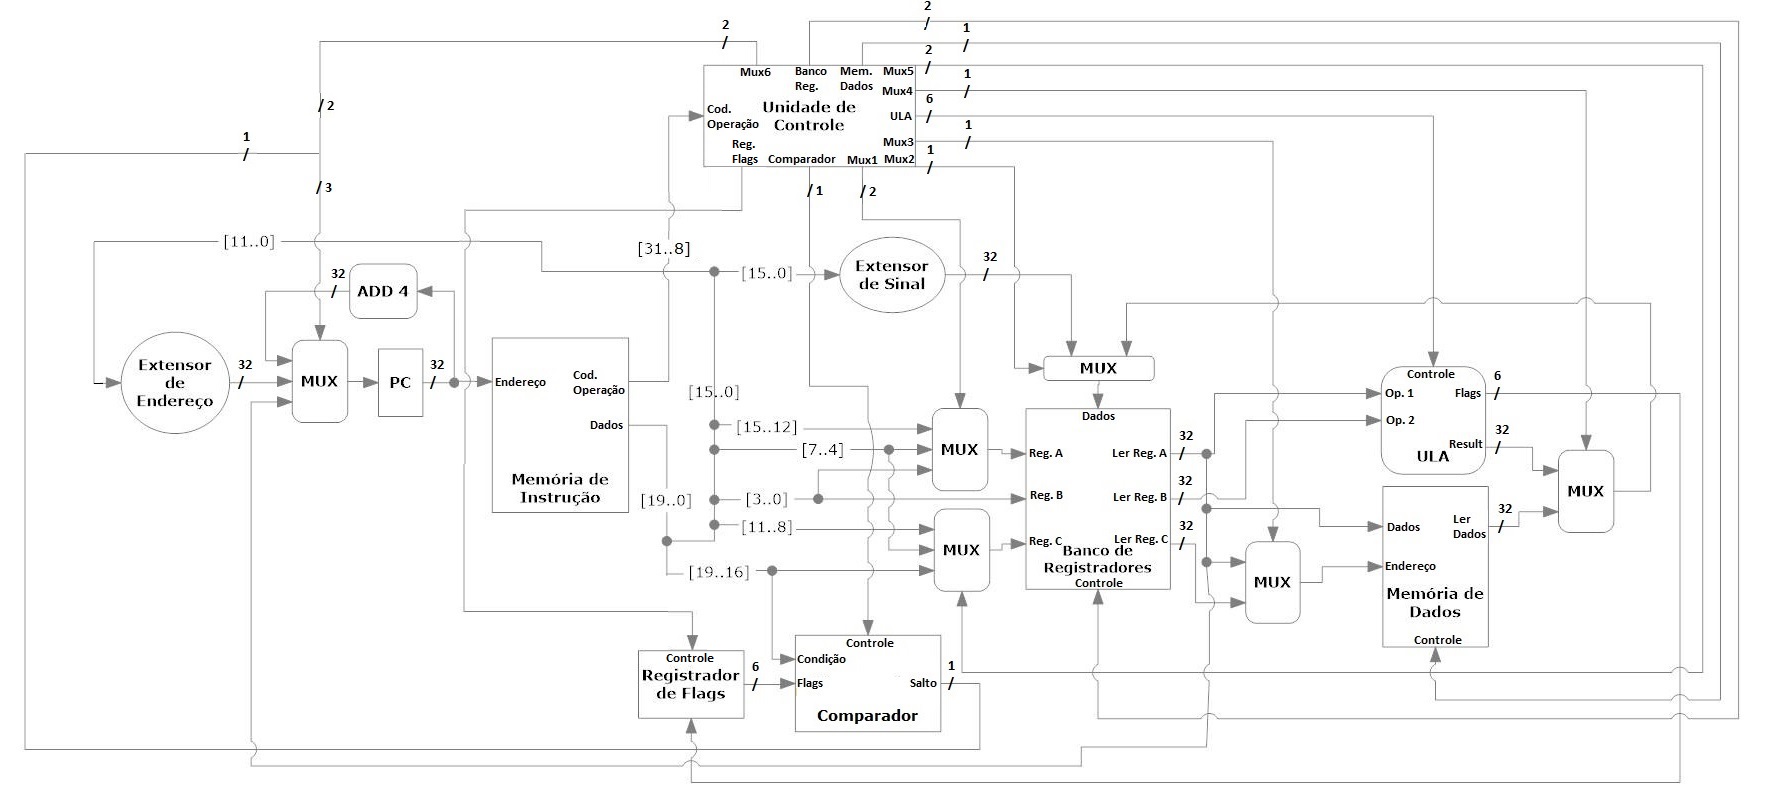 2
2
1
Mux6
Banco
Reg.
Mem.
Dados
Mux5
2
Mux4
1
Cod.
Operação
Unidade de
Controle
ULA
6
/ 2
Mux3
1
Reg.
Flags
Comparador
Mux1
Mux2
1
1
/ 3
/ 1
/ 2
[11..0]
[31..8]
32
ADD 4
[15..0]
Extensor
de Sinal
32
Extensor
de
Endereço
32
MUX
PC
32
Endereço
Cod.
Operação
Dados
Memória de
Instrução
[15..0]
[15..12]
[7..4]
[19..0]
[3..0]
[11..8]
[19..16]
MUX
MUX
MUX
Dados
Reg. A
Ler Reg. A
32
Reg. B
Ler Reg. B
32
Reg. C
Ler Reg. C
32
Banco de
Registradores
Controle
Controle
Op. 1
Flags
6
Op. 2
Result
32
ULA
MUX
MUX
Dados
Ler
Dados
32
Endereço
Memória de
Dados
Controle
Controle
Registrador
de Flags
6
Controle
Condição
Flags
Salto
1
Comparador